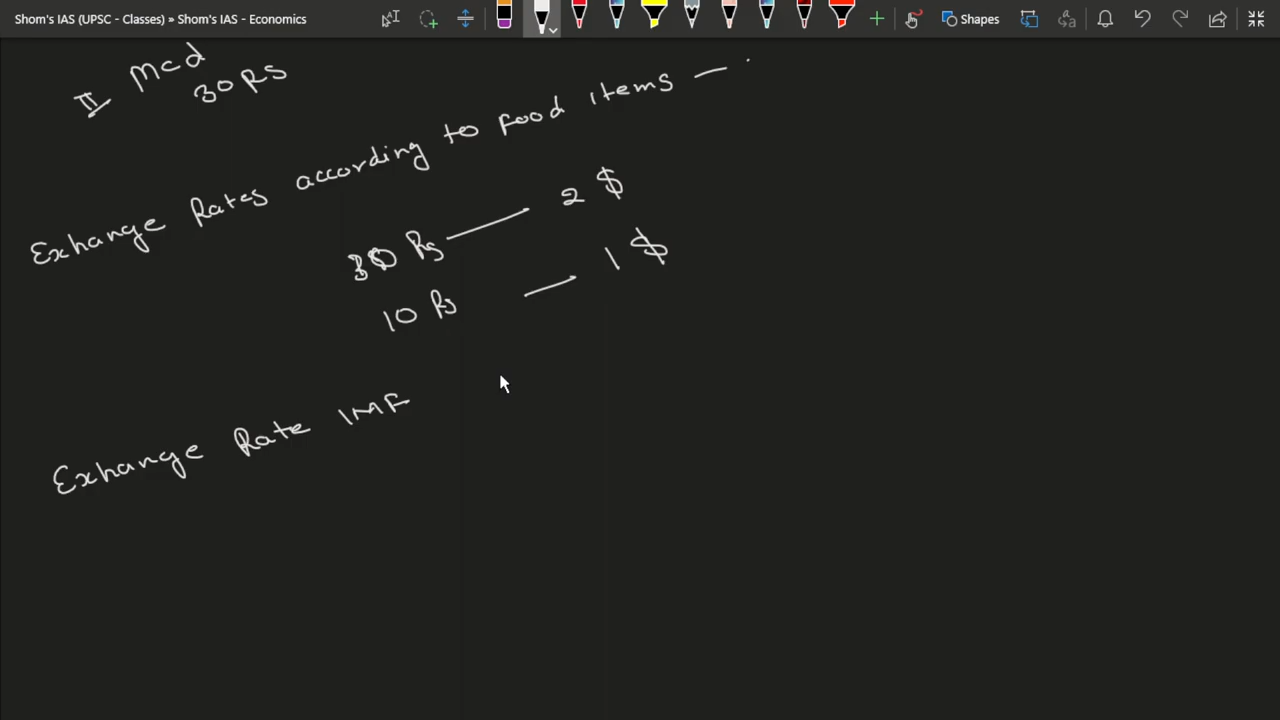 Shom's IAS (UPSC - Classes) » Shom's IAS - Economics
Shapes
II Mcd
30 RS
Exhange Rates according to food items —
30 Rs — 2 $
10 Rs — 1 $
Exhange Rate IMF